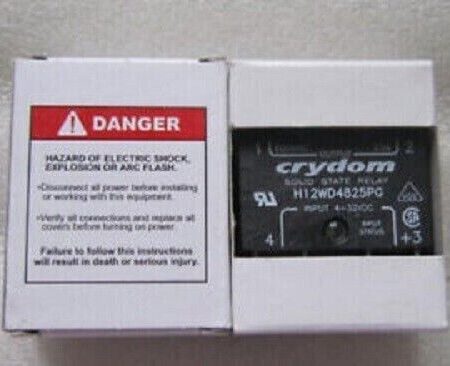 DANGER
HAZARD OF ELECTRIC SHOCK,
EXPLOSION OR ARC FLASH.
•Disconnect all power before installing
or working with this equipment.
•Verify all connections and replace all
covers before turning on power.
Failure to follow this instructions
will result in death or serious injury.
1 OUTPUT 2
crydom
SOLID STATE RELAY
H12WD4825PG
INPUT 4-32VDC
INPUT
STATUS
4 +3